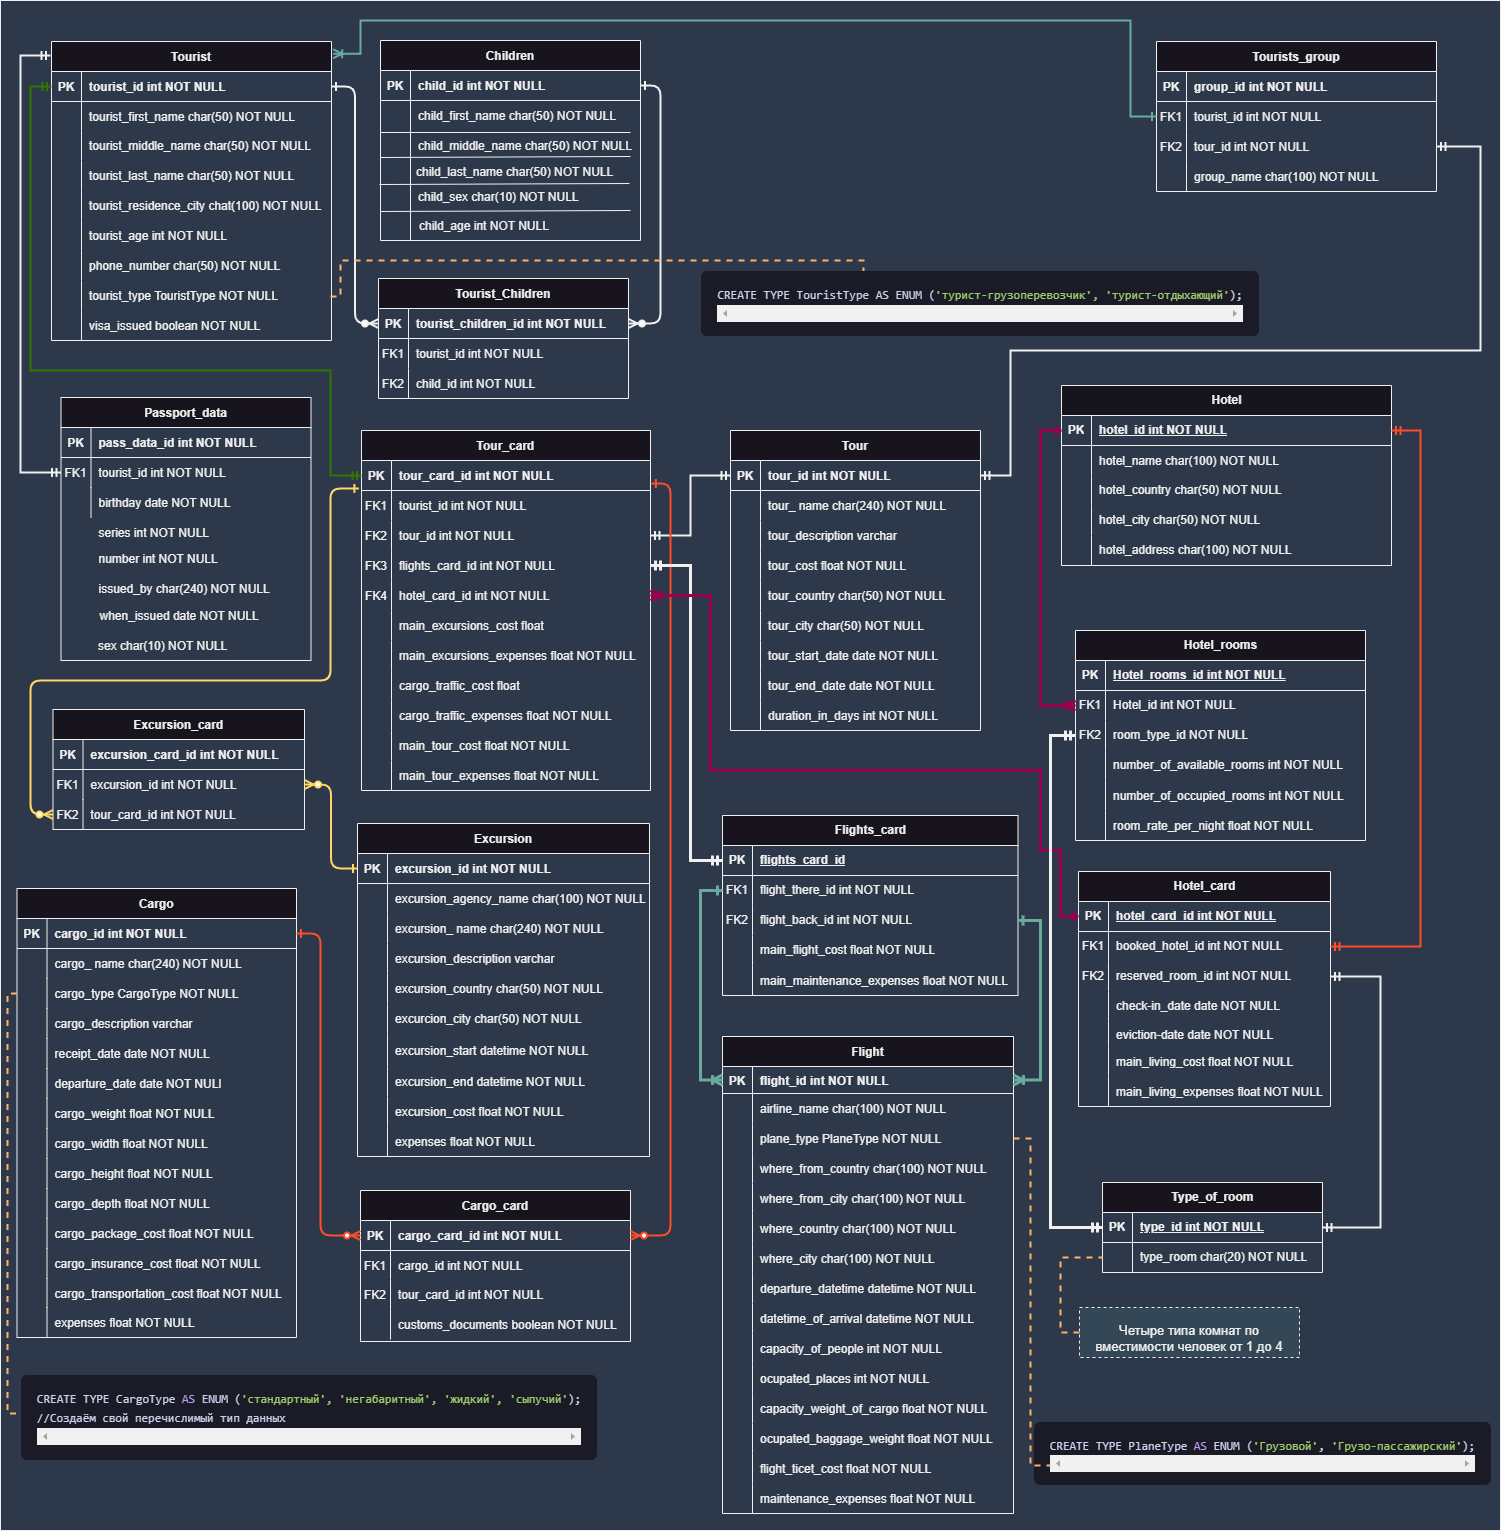 Tourist
PK tourist_id int NOT NULL
tourist_first_name char(50) NOT NULL
tourist_middle_name char(50) NOT NULL
tourist_last_name char(50) NOT NULL
tourist_residence_city chat(100) NOT NULL
tourist_age int NOT NULL
phone_number char(50) NOT NULL
tourist_type TouristType NOT NULL
visa_issued boolean NOT NULL
Children
PK child_id int NOT NULL
child_first_name char(50) NOT NULL
child_middle_name char(50) NOT NULL
child_last_name char(50) NOT NULL
child_sex char(10) NOT NULL
child_age int NOT NULL
Tourists_group
PK group_id int NOT NULL
FK1 tourist_id int NOT NULL
FK2 tour_id int NOT NULL
group_name char(100) NOT NULL
Tourist_Children
PK tourist_children_id int NOT NULL
FK1 tourist_id int NOT NULL
FK2 child_id int NOT NULL
CREATE TYPE TouristType AS ENUM ('турист-грузоперевозчик', 'турист-отдыхающий');
Passport_data
PK pass_data_id int NOT NULL
FK1 tourist_id int NOT NULL
birthday date NOT NULL
series int NOT NULL
number int NOT NULL
issued_by char(240) NOT NULL
when_issued date NOT NULL
sex char(10) NOT NULL
Tour_card
PK tour_card_id int NOT NULL
FK1 tourist_id int NOT NULL
FK2 tour_id int NOT NULL
FK3 flights_card_id int NOT NULL
FK4 hotel_card_id int NOT NULL
main_excursions_cost float
main_excursions_expenses float NOT NULL
cargo_traffic_cost float
cargo_traffic_expenses float NOT NULL
main_tour_cost float NOT NULL
main_tour_expenses float NOT NULL
Tour
PK tour_id int NOT NULL
tour_ name char(240) NOT NULL
tour_description varchar
tour_cost float NOT NULL
tour_country char(50) NOT NULL
tour_city char(50) NOT NULL
tour_start_date date NOT NULL
tour_end_date date NOT NULL
duration_in_days int NOT NULL
Hotel
PK hotel_id int NOT NULL
hotel_name char(100) NOT NULL
hotel_country char(50) NOT NULL
hotel_city char(50) NOT NULL
hotel_address char(100) NOT NULL
Hotel_rooms
PK Hotel_rooms_id int NOT NULL
FK1 Hotel_id int NOT NULL
FK2 room_type_id NOT NULL
number_of_available_rooms int NOT NULL
number_of_occupied_rooms int NOT NULL
room_rate_per_night float NOT NULL
Excursion_card
PK excursion_card_id int NOT NULL
FK1 excursion_id int NOT NULL
FK2 tour_card_id int NOT NULL
Excursion
PK excursion_id int NOT NULL
excursion_agency_name char(100) NOT NULL
excursion_ name char(240) NOT NULL
excursion_description varchar
excursion_country char(50) NOT NULL
excurcion_city char(50) NOT NULL
excursion_start datetime NOT NULL
excursion_end datetime NOT NULL
excursion_cost float NOT NULL
expenses float NOT NULL
Flights_card
PK flights_card_id
FK1 flight_there_id int NOT NULL
FK2 flight_back_id int NOT NULL
main_flight_cost float NOT NULL
main_maintenance_expenses float NOT NULL
Hotel_card
PK hotel_card_id int NOT NULL
FK1 booked_hotel_id int NOT NULL
FK2 reserved_room_id int NOT NULL
check-in_date date NOT NULL
eviction-date date NOT NULL
main_living_cost float NOT NULL
main_living_expenses float NOT NULL
Cargo
PK cargo_id int NOT NULL
cargo_ name char(240) NOT NULL
cargo_type CargoType NOT NULL
cargo_description varchar
receipt_date date NOT NULL
departure_date date NOT NULl
cargo_weight float NOT NULL
cargo_width float NOT NULL
cargo_height float NOT NULL
cargo_depth float NOT NULL
cargo_package_cost float NOT NULL
cargo_insurance_cost float NOT NULL
cargo_transportation_cost float NOT NULL
expenses float NOT NULL
Flight
PK flight_id int NOT NULL
airline_name char(100) NOT NULL
plane_type PlaneType NOT NULL
where_from_country char(100) NOT NULL
where_from_city char(100) NOT NULL
where_country char(100) NOT NULL
where_city char(100) NOT NULL
departure_datetime datetime NOT NULL
datetime_of_arrival datetime NOT NULL
capacity_of_people int NOT NULL
ocupated_places int NOT NULL
capacity_weight_of_cargo float NOT NULL
ocupated_baggage_weight float NOT NULL
flight_ticet_cost float NOT NULL
maintenance_expenses float NOT NULL
Cargo_card
PK cargo_card_id int NOT NULL
FK1 cargo_id int NOT NULL
FK2 tour_card_id int NOT NULL
customs_documents boolean NOT NULL
Type_of_room
PK type_id int NOT NULL
type_room char(20) NOT NULL
Четыре типа комнат по
вместимости человек от 1 до 4
CREATE TYPE CargoType AS ENUM ('стандартный', 'негабаритный', 'жидкий', 'сыпучий');
//Создаём свой перечислимый тип данных
CREATE TYPE PlaneType AS ENUM ('Грузовой', 'Грузо-пассажирский');